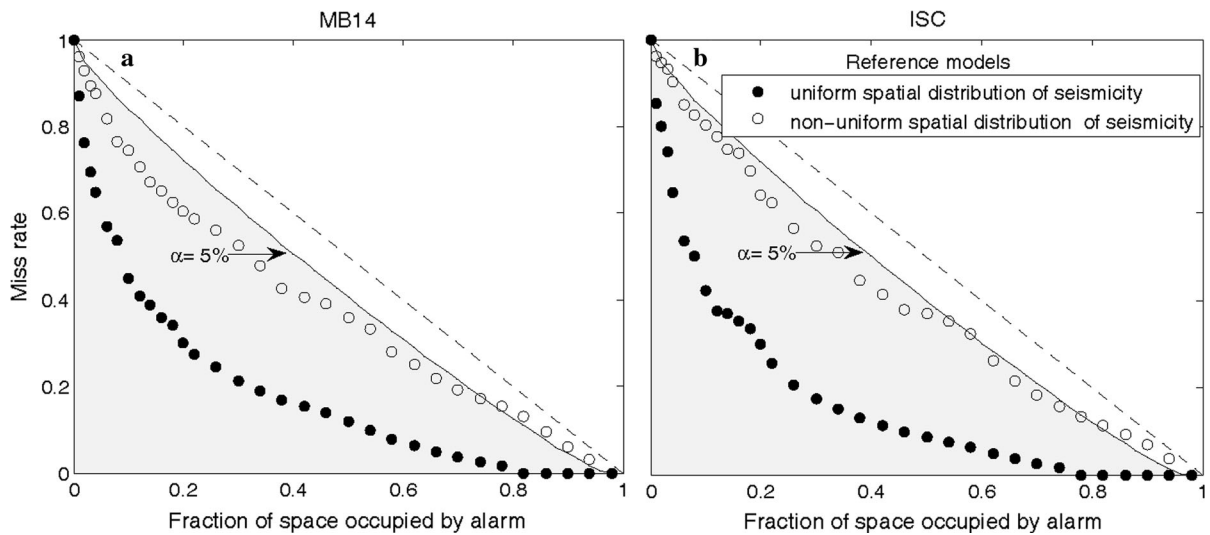 MB14
ISC
a
b
Reference models
uniform spatial distribution of seismicity
non-uniform spatial distribution of seismicity
α= 5%
α= 5%
Miss rate
1
0.8
0.6
0.4
0.2
0
0
0.2
0.4
0.6
0.8
1
0
0.2
0.4
0.6
0.8
1
Fraction of space occupied by alarm
Fraction of space occupied by alarm